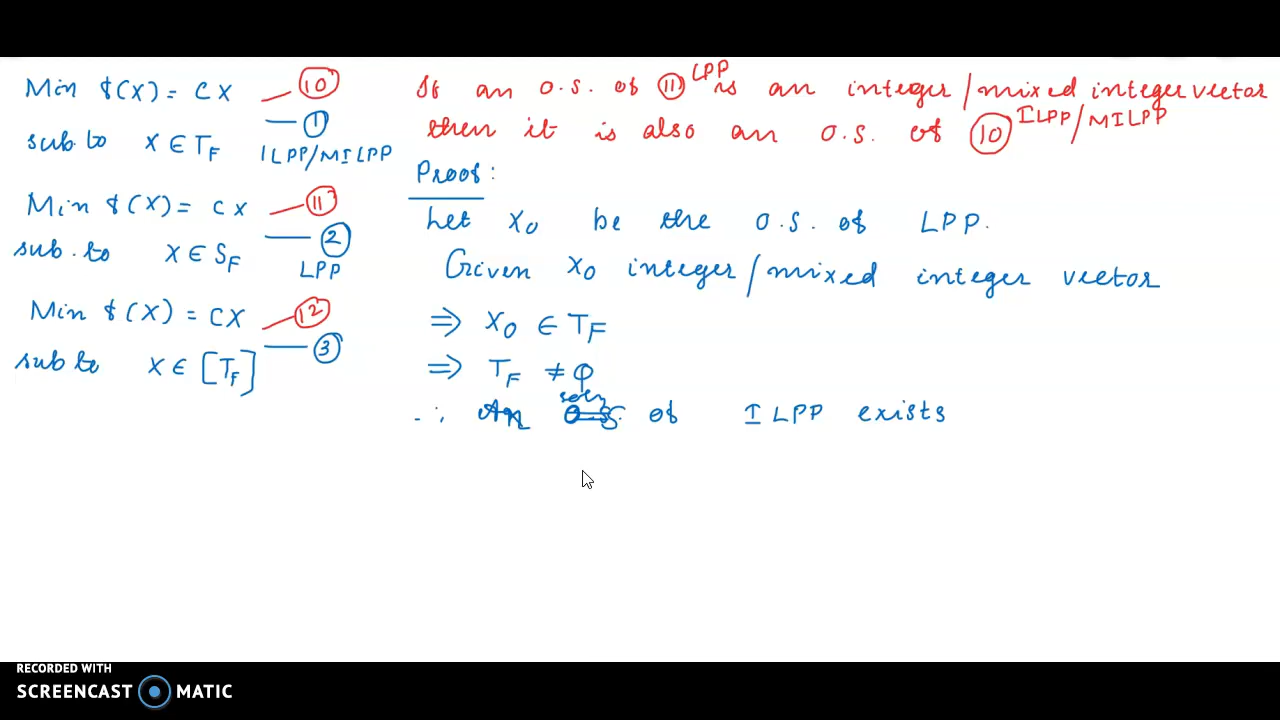 Min f(X) = CX ⑩
① 
sub. to X ∈ T_F ILPP/MILPP
Min f(X) = CX ⑪
②
sub. to X ∈ S_F LPP
Min f(X) = CX ⑫
③
sub to X ∈ [T_F]
If an O.S. of ⑪ LPP is an integer/mixed integer vector
then it is also an O.S. of ⑩ ILPP/MILPP
Proof:
Let X₀ be the O.S. of LPP.
Given X₀ integer/mixed integer vector
⇒ X₀ ∈ T_F
⇒ T_F ≠ φ
∴ An soln of ILPP exists
RECORDED WITH
SCREENCAST MATIC